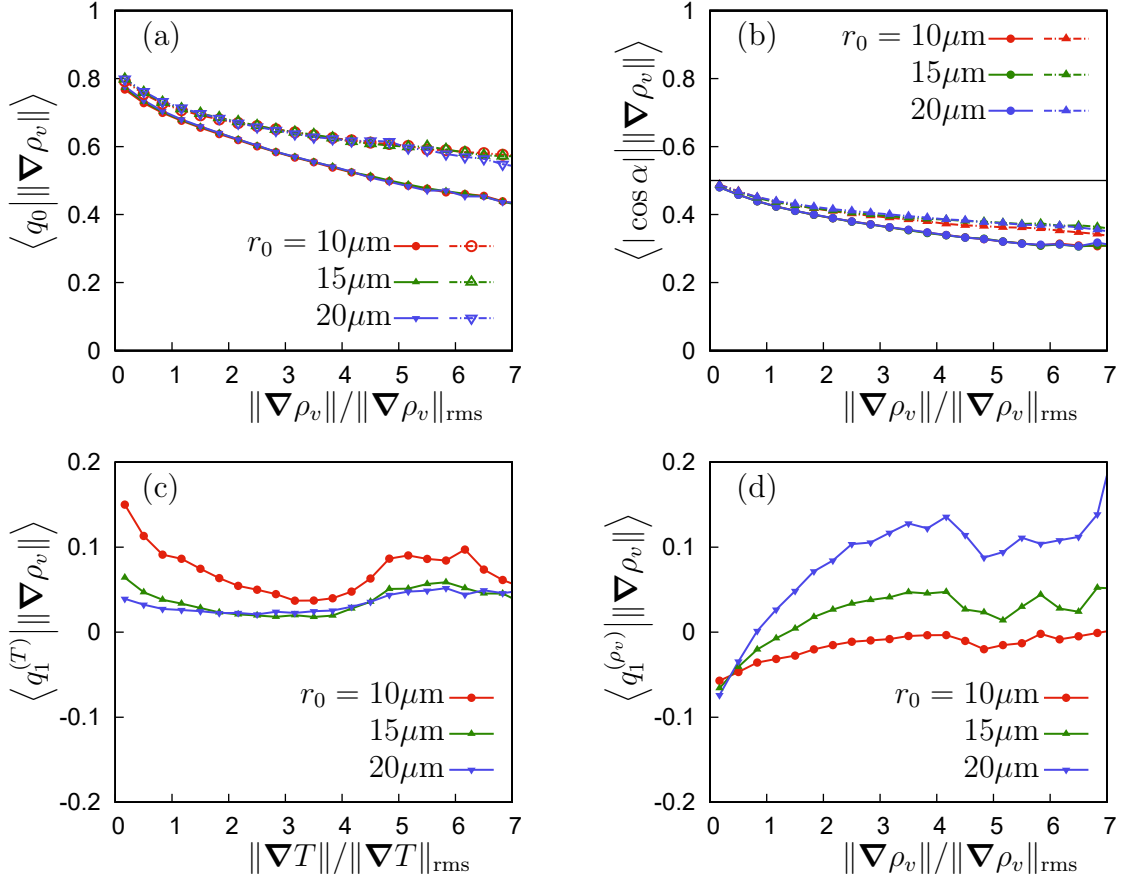 (a)
⟨q₀|‖∇ρᵥ‖⟩
1
0.8
0.6
0.4
0.2
0
r₀ = 10μm
15μm
20μm
0 1 2 3 4 5 6 7
‖∇ρᵥ‖/‖∇ρᵥ‖rms
(b)
⟨|cos α|‖∇ρᵥ‖⟩
1
0.8
0.6
0.4
0.2
0
r₀ = 10μm
15μm
20μm
0 1 2 3 4 5 6 7
‖∇ρᵥ‖/‖∇ρᵥ‖rms
(c)
⟨q₁^(T)|‖∇ρᵥ‖⟩
0.2
0.1
0
-0.1
-0.2
r₀ = 10μm
15μm
20μm
0 1 2 3 4 5 6 7
‖∇T‖/‖∇T‖rms
(d)
⟨q₁^(ρᵥ)|‖∇ρᵥ‖⟩
0.2
0.1
0
-0.1
-0.2
r₀ = 10μm
15μm
20μm
0 1 2 3 4 5 6 7
‖∇ρᵥ‖/‖∇ρᵥ‖rms